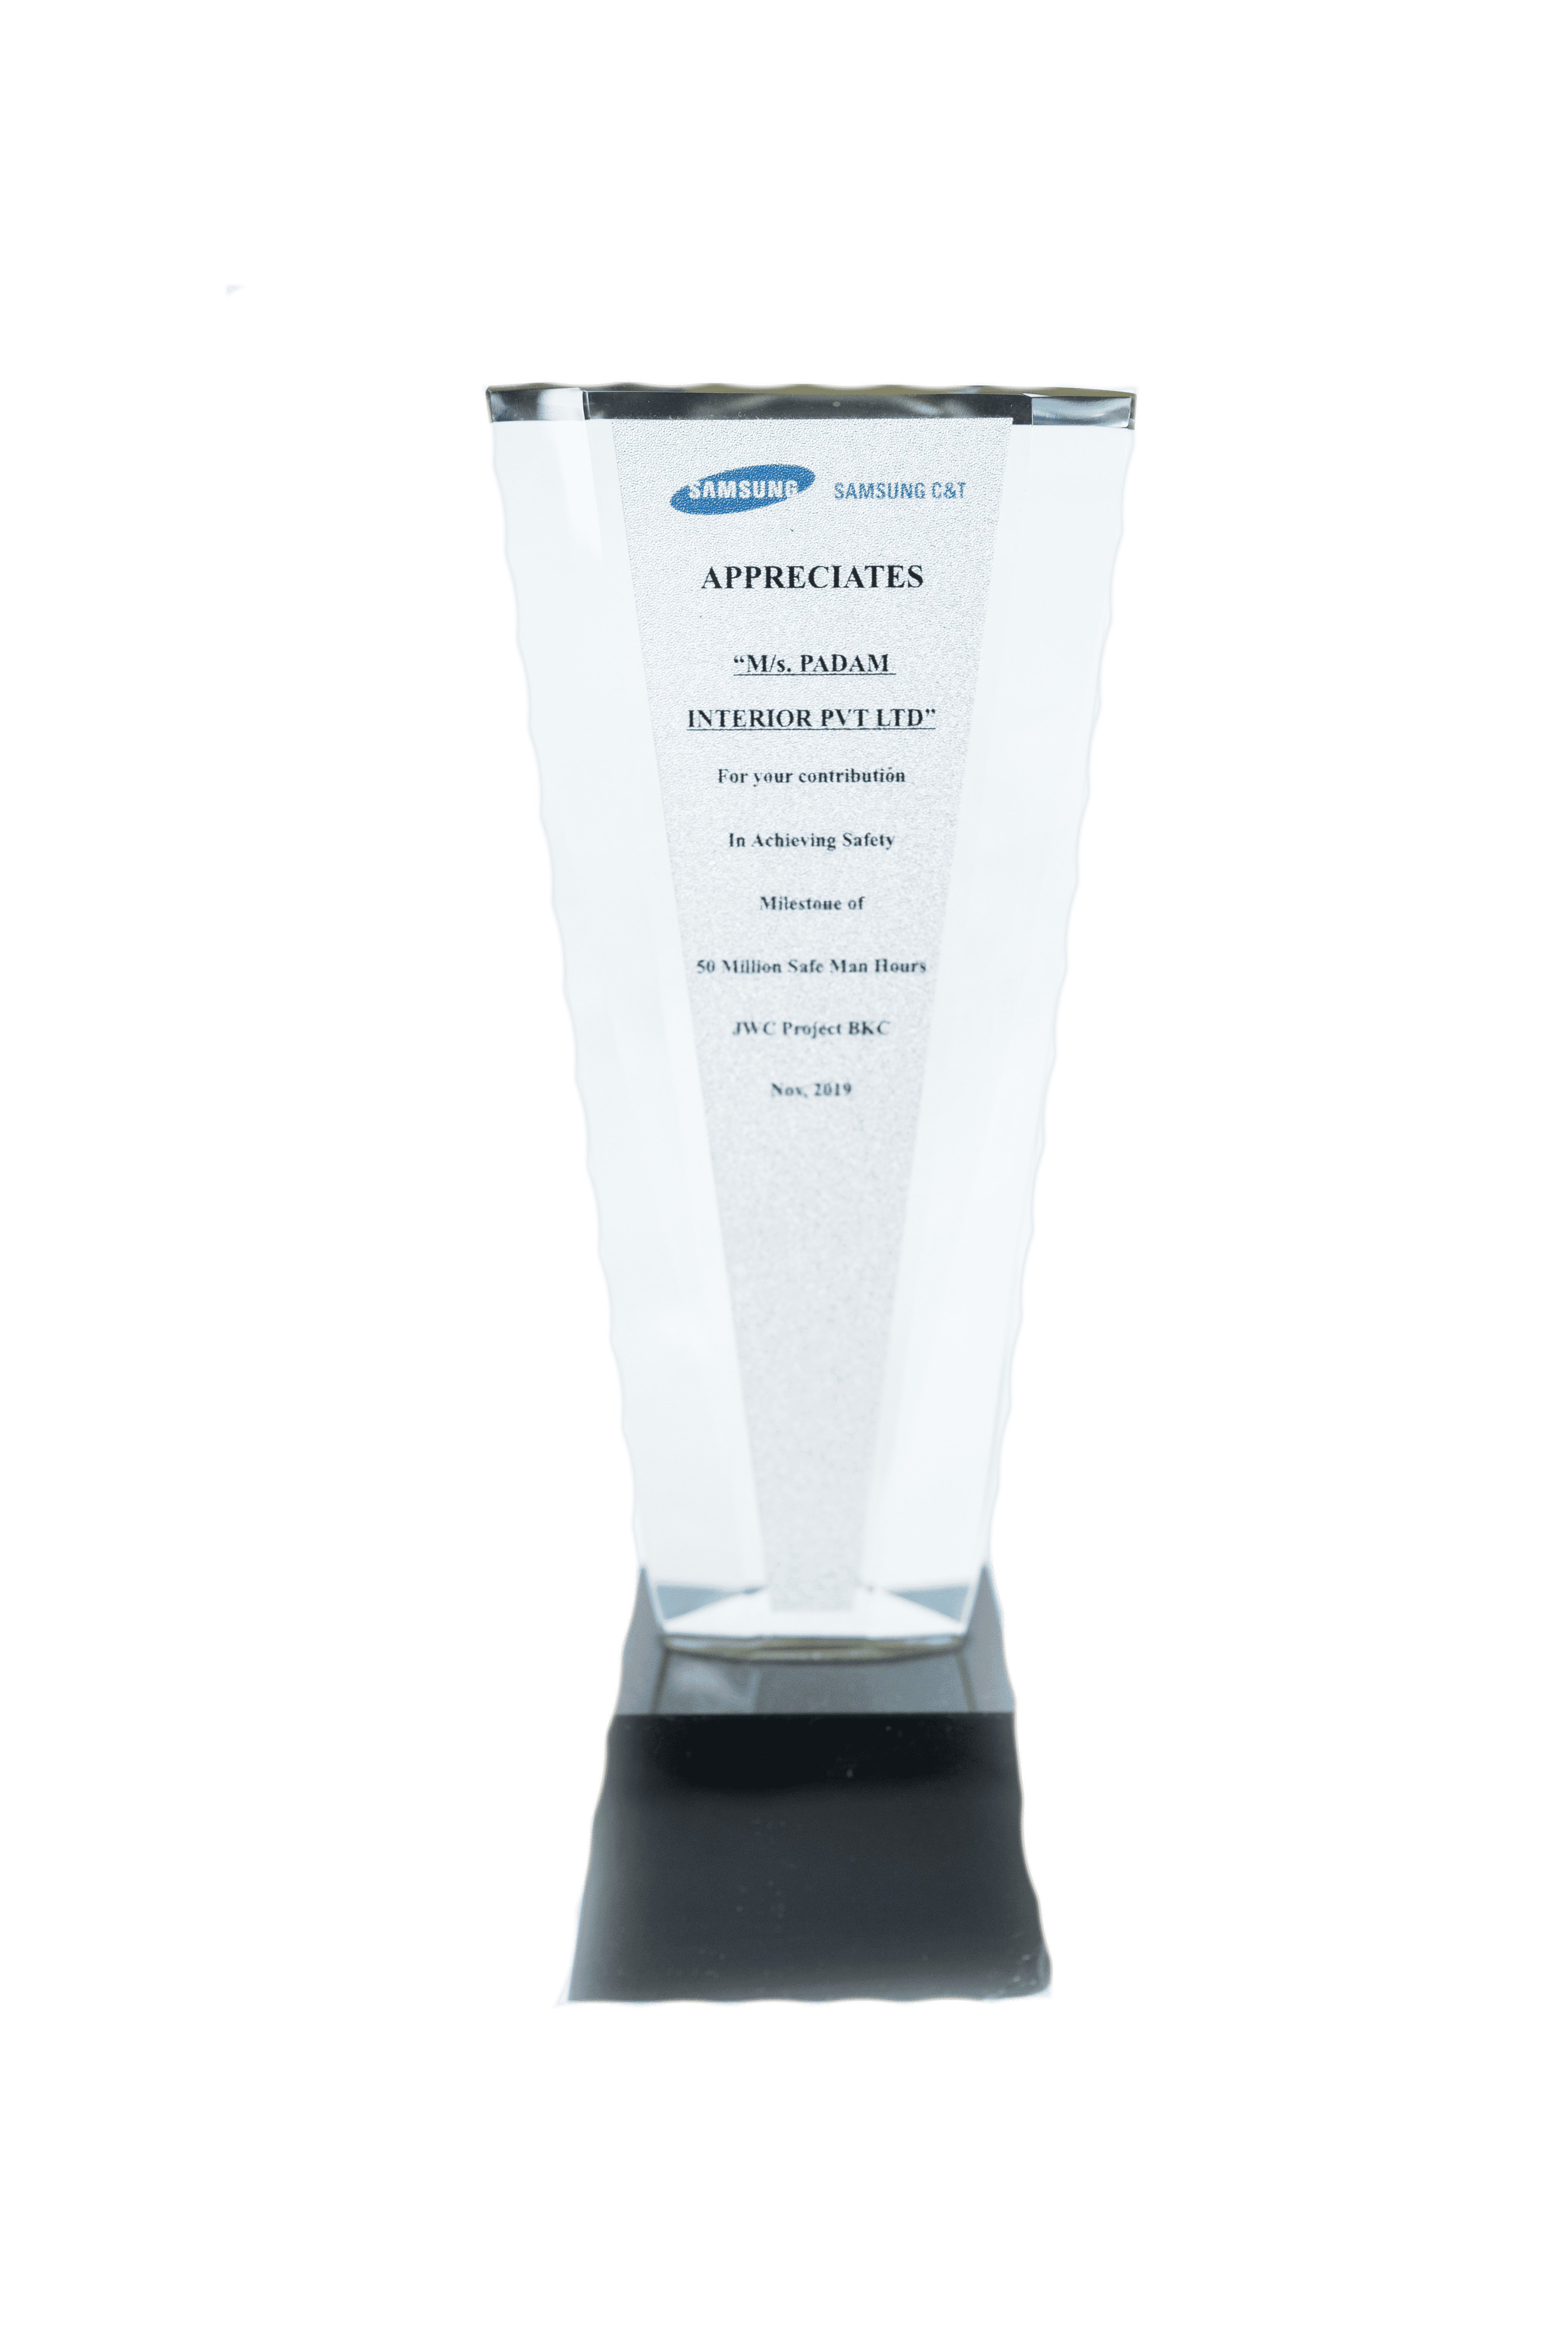 SAMSUNG SAMSUNG C&T
APPRECIATES
“M/s. PADAM
INTERIOR PVT LTD”
For your contribution
In Achieving Safety
Milestone of
50 Million Safe Man Hours
JWC Project BKC
Nov, 2019